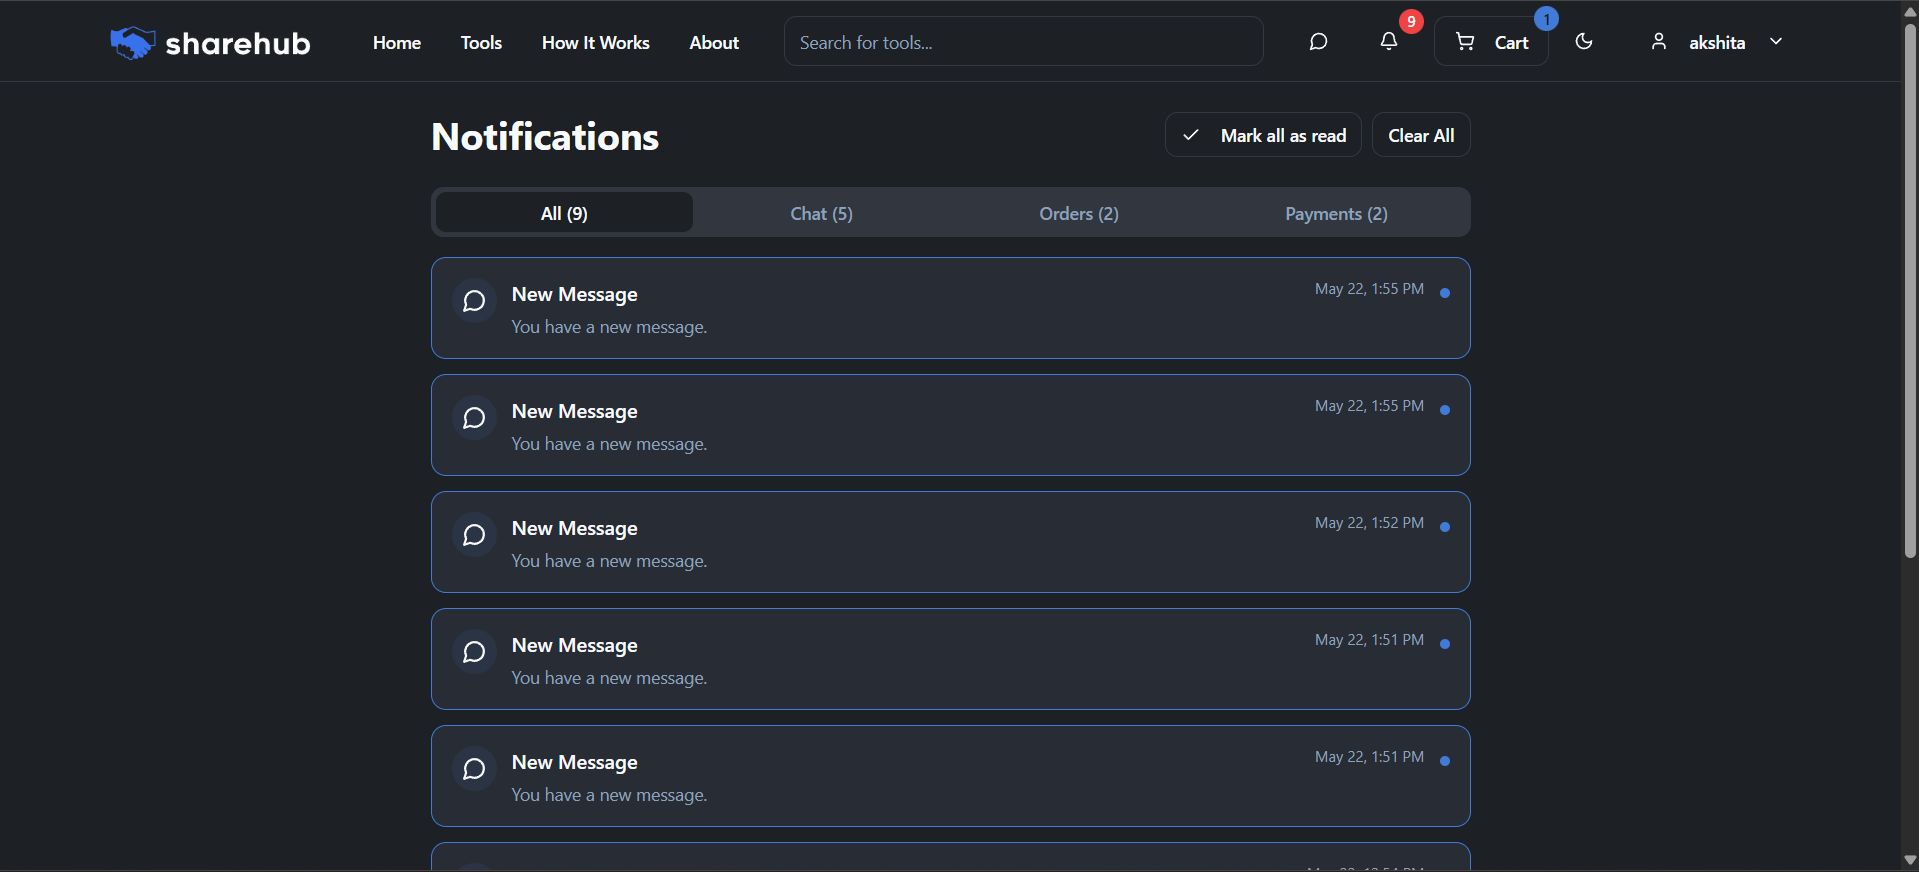 sharehub
Home Tools How It Works About Search for tools... 9 Cart 1 akshita
Notifications
Mark all as read Clear All
All (9) Chat (5) Orders (2) Payments (2)
New Message May 22, 1:55 PM
You have a new message.
New Message May 22, 1:55 PM
You have a new message.
New Message May 22, 1:52 PM
You have a new message.
New Message May 22, 1:51 PM
You have a new message.
New Message May 22, 1:51 PM
You have a new message.